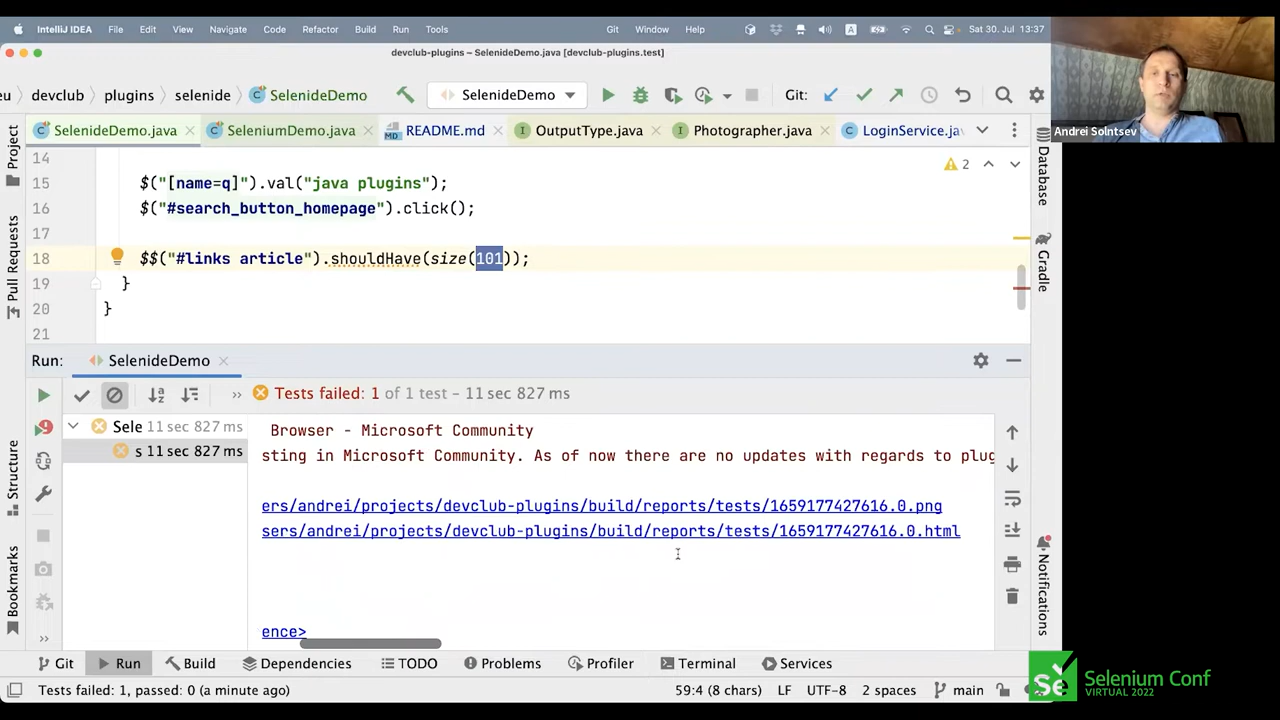 IntelliJ IDEA File Edit View Navigate Code Refactor Build Run Tools Git Window Help Sat 30. Jul 13:37
devclub-plugins – SelenideDemo.java [devclub-plugins.test]
eu devclub plugins selenide SelenideDemo SelenideDemo Git:
SelenideDemo.java SeleniumDemo.java README.md OutputType.java Photographer.java LoginService.jav
Andrei Solntsev
14
2
15 $("[name=q]").val("java plugins");
16 $("#search_button_homepage").click();
17
18 $$("#links article").shouldHave(size(101));
19 }
20 }
21
Project
Pull Requests
Structure
Bookmarks
Database
Gradle
Notifications
Run: SelenideDemo
Tests failed: 1 of 1 test – 11 sec 827 ms
Sele 11 sec 827 ms
s 11 sec 827 ms
Browser - Microsoft Community
sting in Microsoft Community. As of now there are no updates with regards to plug
ers/andrei/projects/devclub-plugins/build/reports/tests/1659177427616.0.png
sers/andrei/projects/devclub-plugins/build/reports/tests/1659177427616.0.html
ence>
Git Run Build Dependencies TODO Problems Profiler Terminal Services
Tests failed: 1, passed: 0 (a minute ago) 59:4 (8 chars) LF UTF-8 2 spaces main
Se Selenium Conf
VIRTUAL 2022